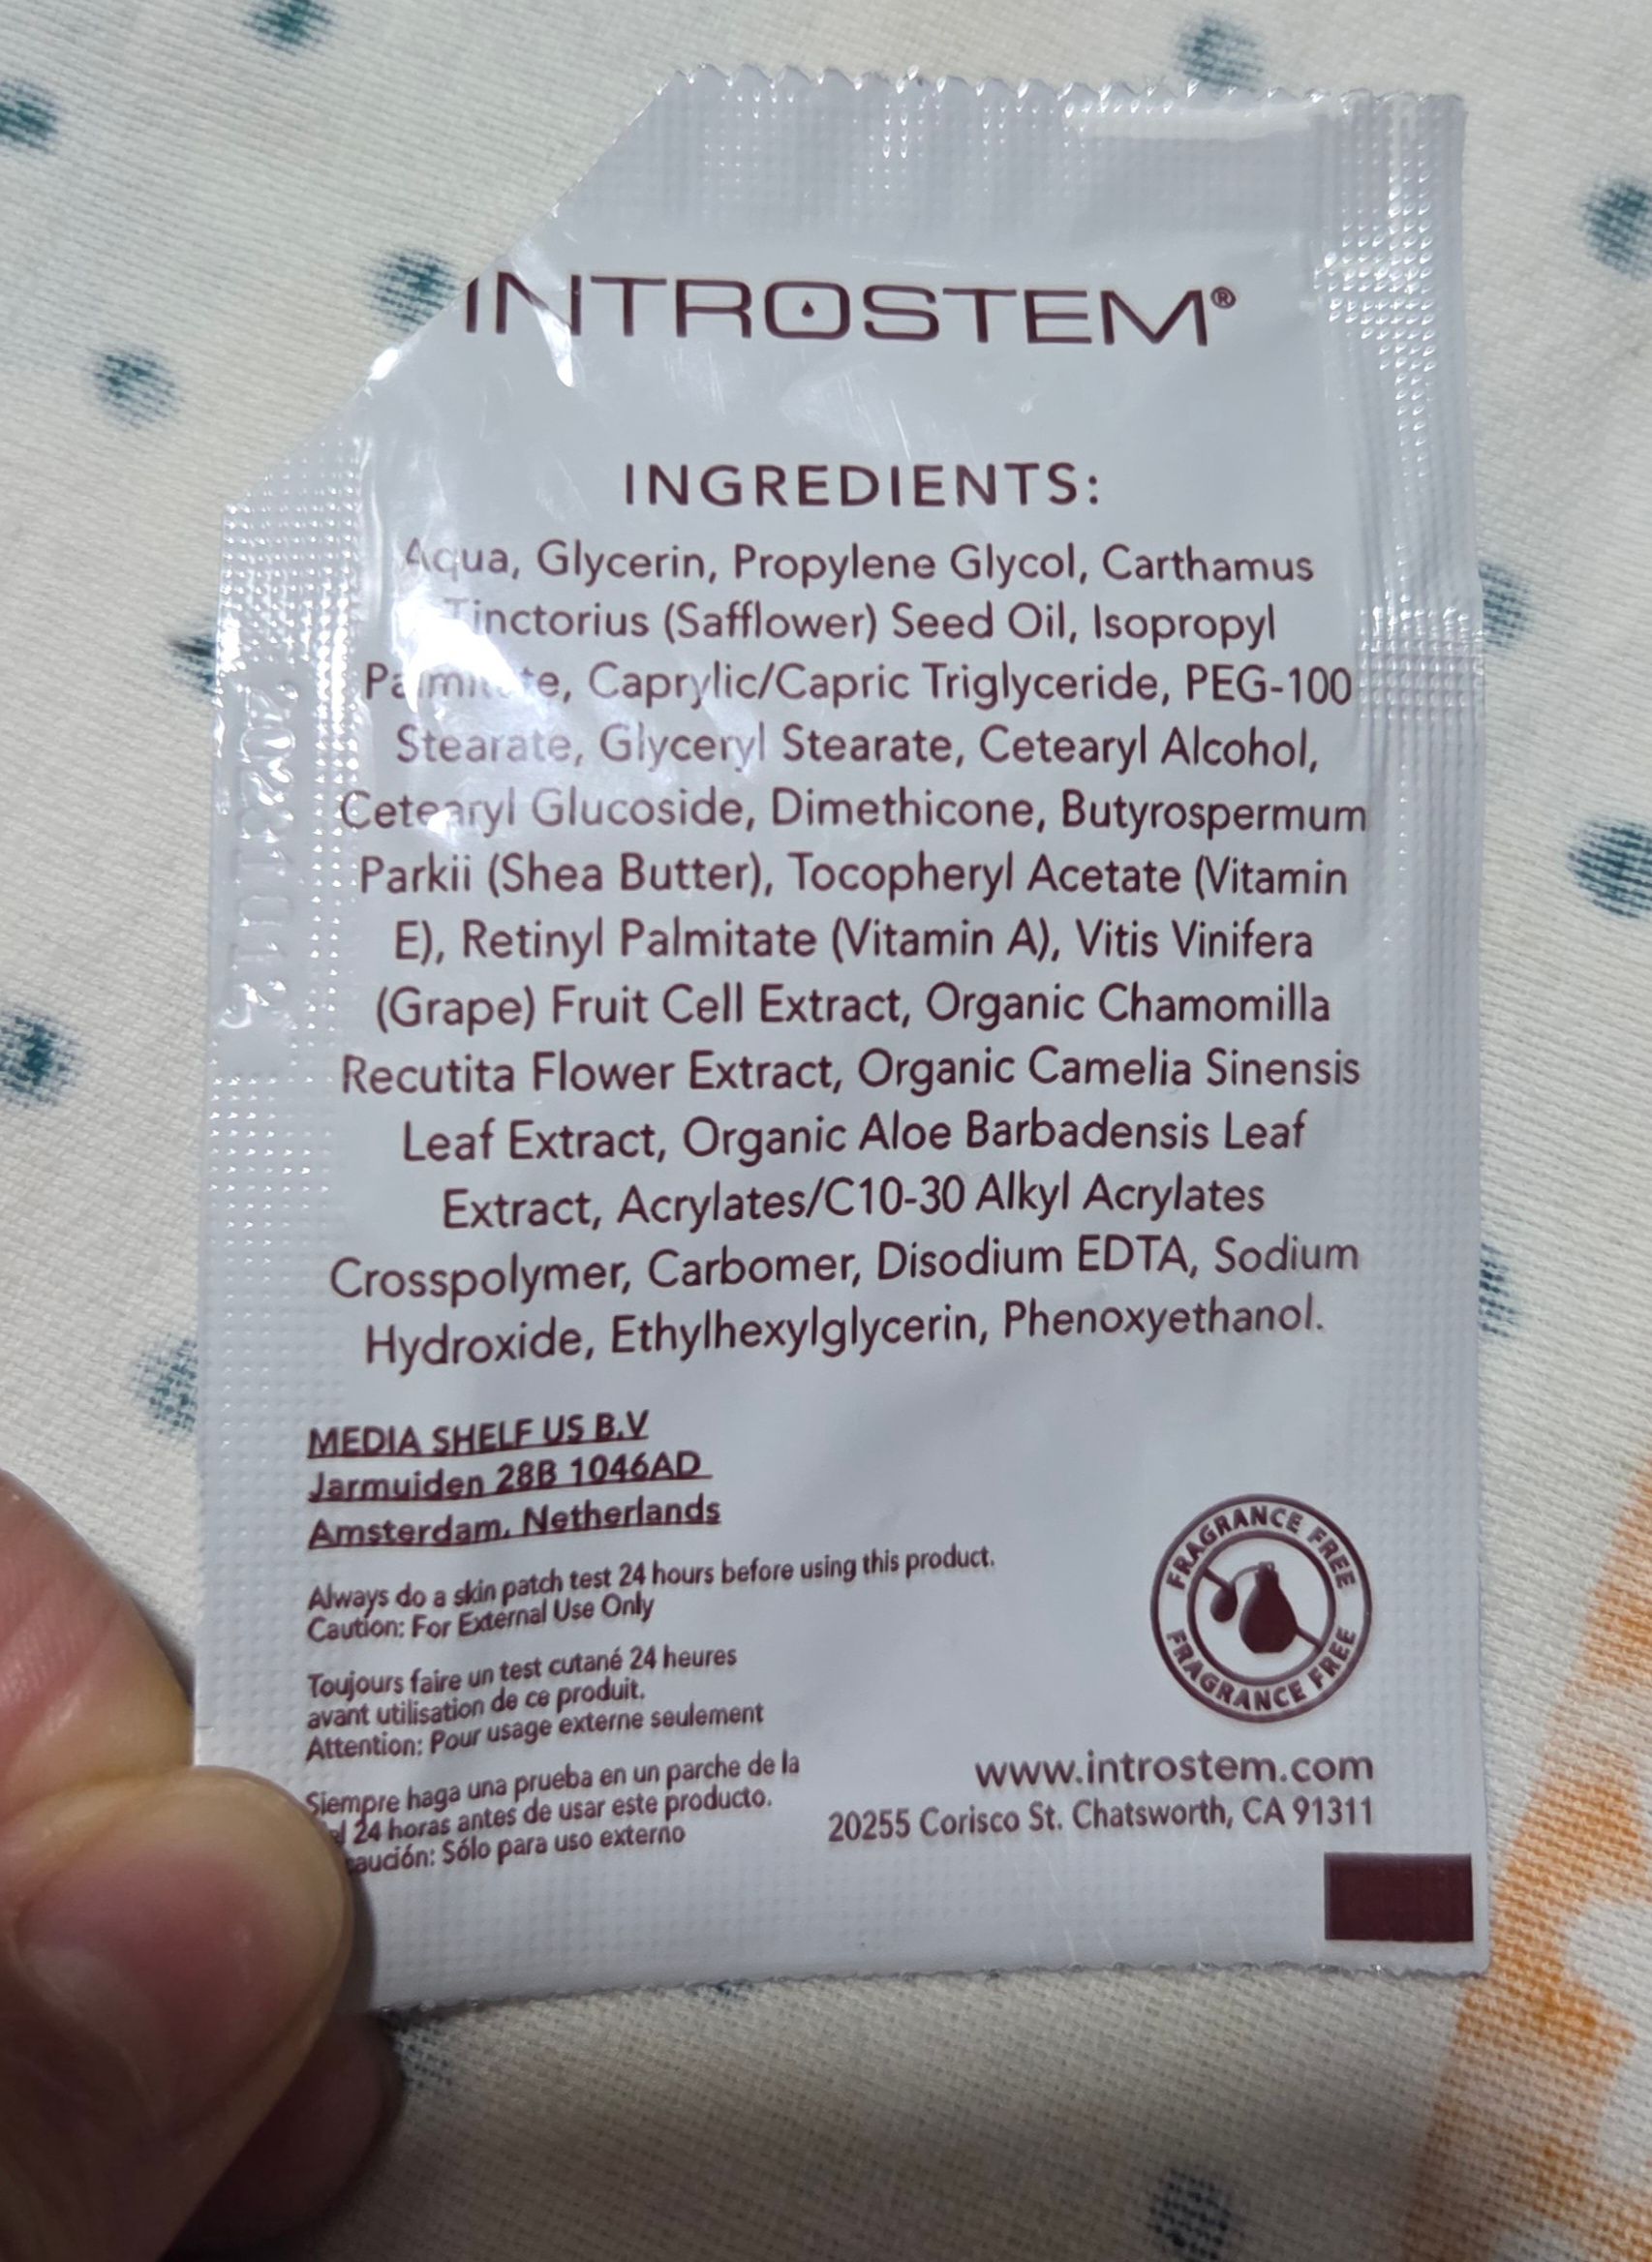 INTROSTEM®
INGREDIENTS:
Aqua, Glycerin, Propylene Glycol, Carthamus
Tinctorius (Safflower) Seed Oil, Isopropyl
Palmitate, Caprylic/Capric Triglyceride, PEG-100
Stearate, Glyceryl Stearate, Cetearyl Alcohol,
Cetearyl Glucoside, Dimethicone, Butyrospermum
Parkii (Shea Butter), Tocopheryl Acetate (Vitamin
E), Retinyl Palmitate (Vitamin A), Vitis Vinifera
(Grape) Fruit Cell Extract, Organic Chamomilla
Recutita Flower Extract, Organic Camelia Sinensis
Leaf Extract, Organic Aloe Barbadensis Leaf
Extract, Acrylates/C10-30 Alkyl Acrylates
Crosspolymer, Carbomer, Disodium EDTA, Sodium
Hydroxide, Ethylhexylglycerin, Phenoxyethanol.
MEDIA SHELF US B.V
Jarmuiden 28B 1046AD
Amsterdam, Netherlands
Always do a skin patch test 24 hours before using this product.
Caution: For External Use Only
Toujours faire un test cutané 24 heures
avant utilisation de ce produit.
Attention: Pour usage externe seulement
Siempre haga una prueba en un parche de la
24 horas antes de usar este producto.
Sólo para uso externo
FRAGRANCE FREE
FRAGRANCE FREE
www.introstem.com
20255 Corisco St. Chatsworth, CA 91311